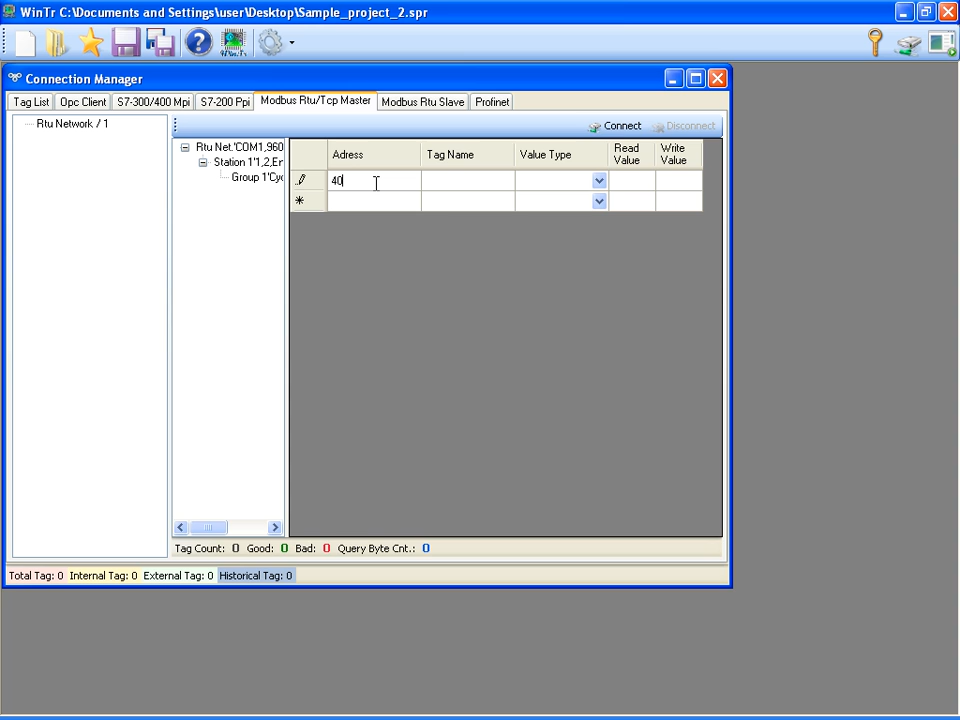 WinTr C:\Documents and Settings\user\Desktop\Sample_project_2.spr
Connection Manager
Tag List Opc Client S7-300/400 Mpi S7-200 Ppi Modbus Rtu/Tcp Master Modbus Rtu Slave Profinet
Rtu Network / 1
Connect Disconnect
Rtu Net.'COM1,960
Station 1'1,2,Er
Group 1'Cyc
Adress Tag Name Value Type Read Value Write Value
40
Tag Count: 0 Good: 0 Bad: 0 Query Byte Cnt.: 0
Total Tag: 0 Internal Tag: 0 External Tag: 0 Historical Tag: 0